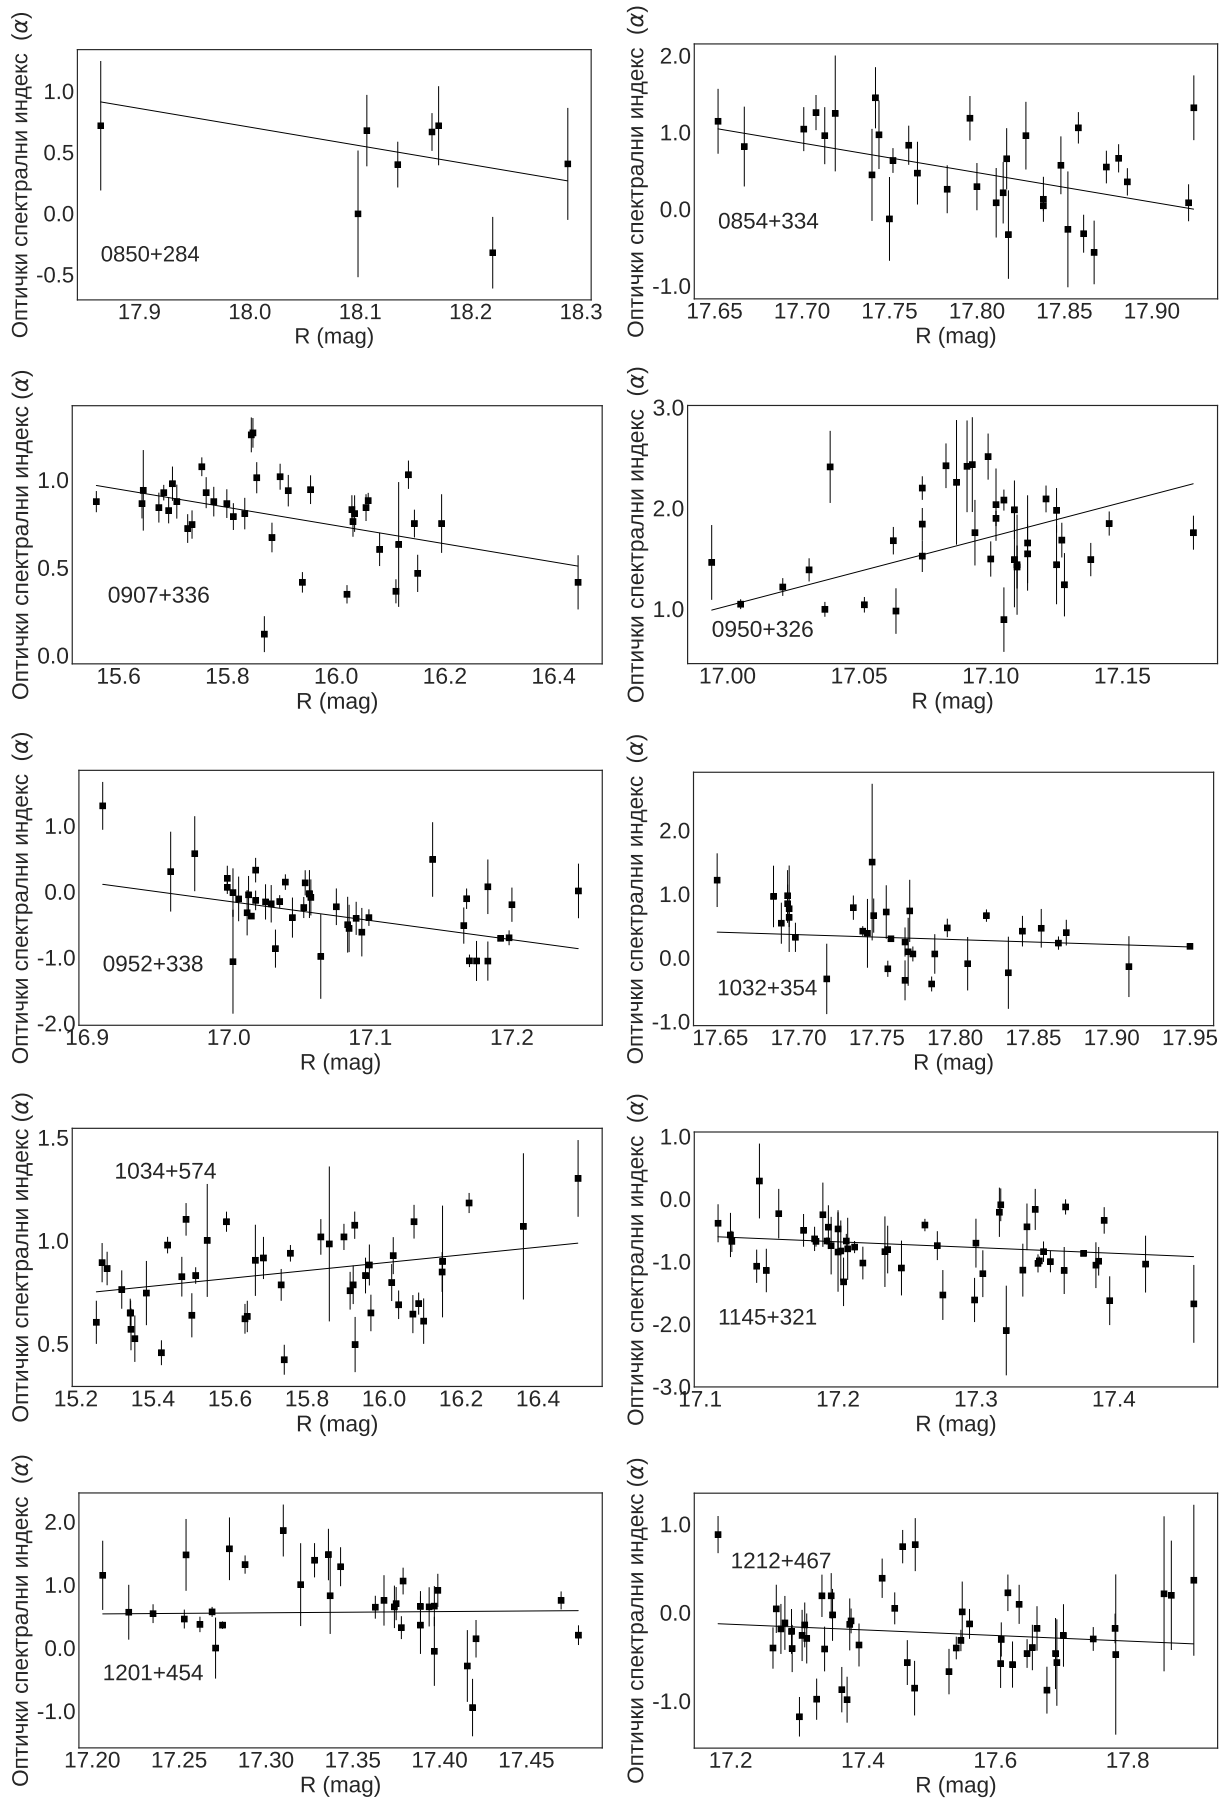 Оптички спектрални индекс (α)
1.0
0.5
0.0
-0.5
0850+284
17.9 18.0 18.1 18.2 18.3
R (mag)
Оптички спектрални индекс (α)
2.0
1.0
0.0
-1.0
0854+334
17.65 17.70 17.75 17.80 17.85 17.90
R (mag)
Оптички спектрални индекс (α)
1.0
0.5
0.0
0907+336
15.6 15.8 16.0 16.2 16.4
R (mag)
Оптички спектрални индекс (α)
3.0
2.0
1.0
0950+326
17.00 17.05 17.10 17.15
R (mag)
Оптички спектрални индекс (α)
1.0
0.0
-1.0
-2.0
0952+338
16.9 17.0 17.1 17.2
R (mag)
Оптички спектрални индекс (α)
2.0
1.0
0.0
-1.0
1032+354
17.65 17.70 17.75 17.80 17.85 17.90 17.95
R (mag)
Оптички спектрални индекс (α)
1.5
1.0
0.5
1034+574
15.2 15.4 15.6 15.8 16.0 16.2 16.4
R (mag)
Оптички спектрални индекс (α)
1.0
0.0
-1.0
-2.0
-3.0
1145+321
17.1 17.2 17.3 17.4
R (mag)
Оптички спектрални индекс (α)
2.0
1.0
0.0
-1.0
1201+454
17.20 17.25 17.30 17.35 17.40 17.45
R (mag)
Оптички спектрални индекс (α)
1.0
0.0
-1.0
1212+467
17.2 17.4 17.6 17.8
R (mag)